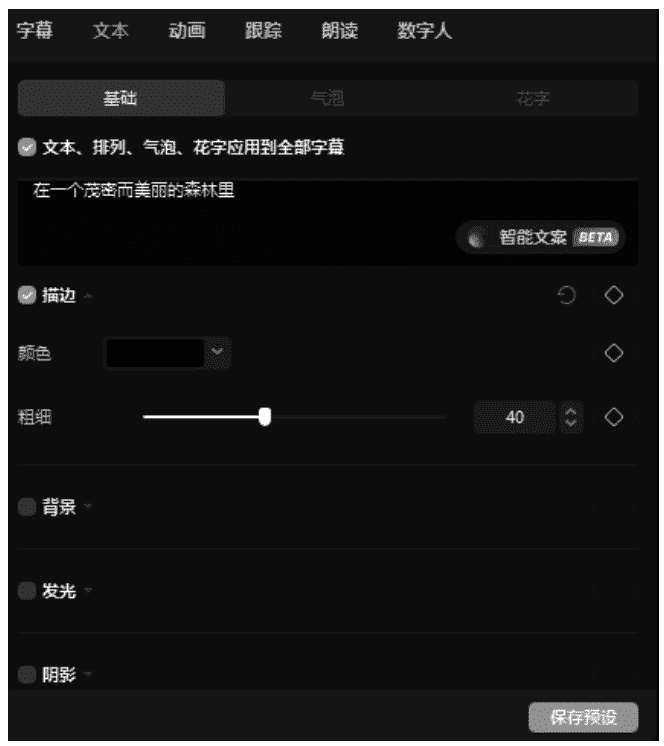 字幕 文本 动画 跟踪 朗读 数字人
基础 气泡 花字
文本、排列、气泡、花字应用到全部字幕
在一个茂密而美丽的森林里
智能文案 BETA
描边
颜色
粗细 40
背景
发光
阴影
保存预设